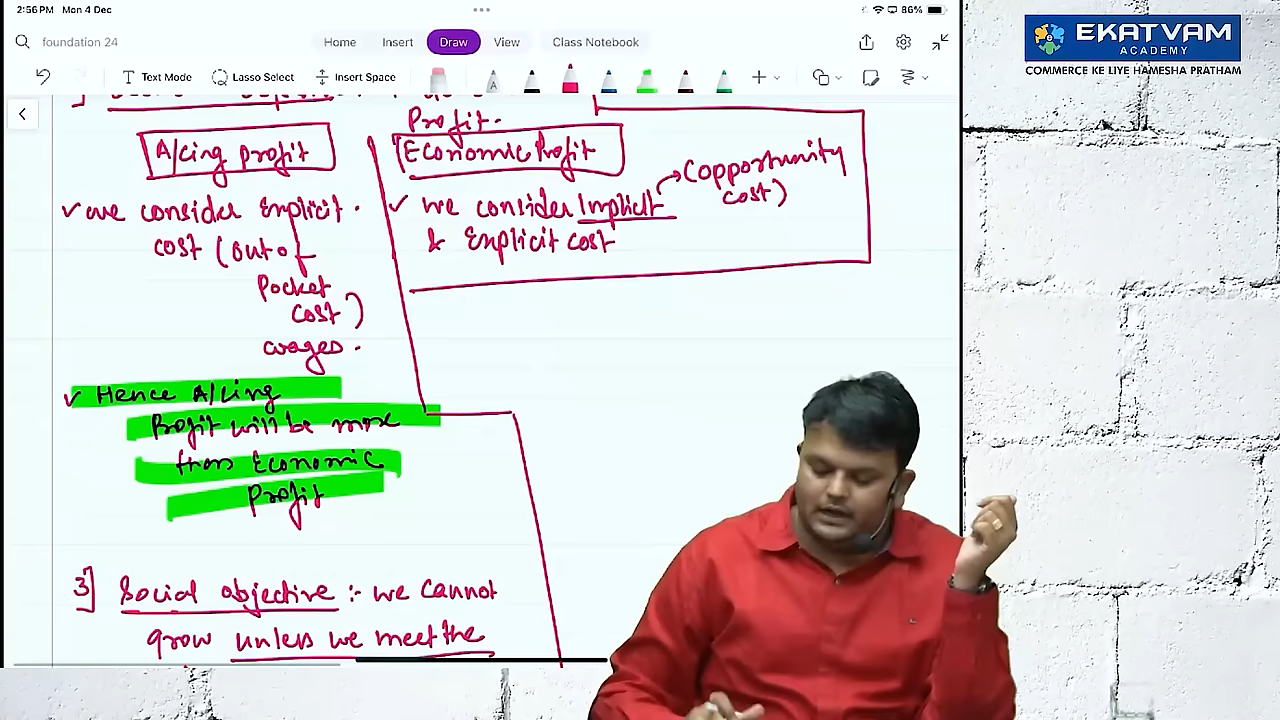 2:56 PM Mon 4 Dec
86%
foundation 24
Home Insert Draw View Class Notebook
Text Mode Lasso Select Insert Space
EKATVAM
ACADEMY
COMMERCE KE LIYE HAMESHA PRATHAM
Profit.
A/cing profit
Economic Profit
(opportunity
cost)
✓ we consider Explicit.
cost (out of
Pocket
cost)
wages.
✓ we consider Implicit
& Explicit cost
✓ Hence A/cing
Profit will be more
than Economic
Profit
3] Social objective :- we cannot
grow unless we meet the